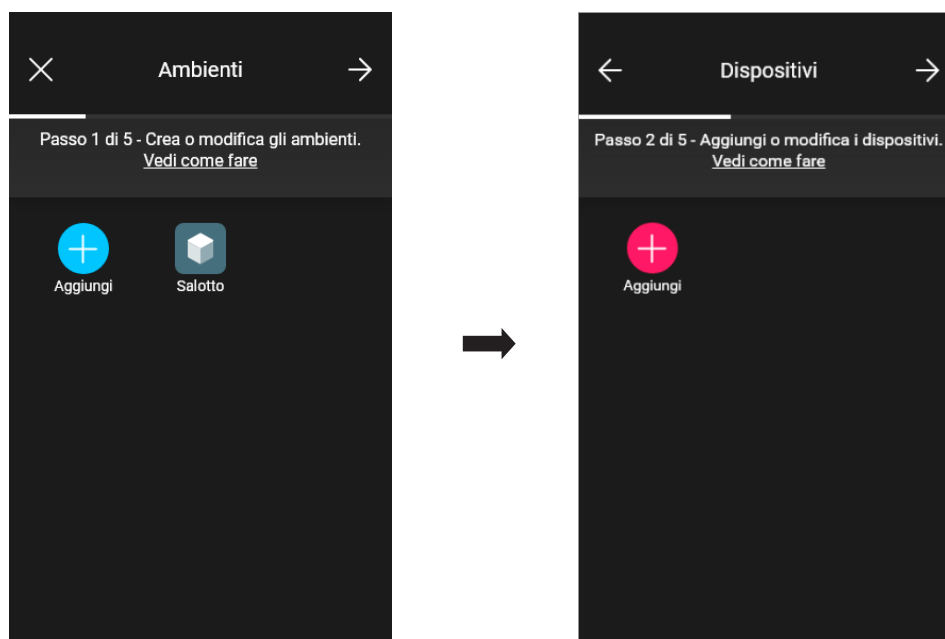 Ambienti
Passo 1 di 5 - Crea o modifica gli ambienti.
Vedi come fare
Aggiungi
Salotto
Dispositivi
Passo 2 di 5 - Aggiungi o modifica i dispositivi.
Vedi come fare
Aggiungi